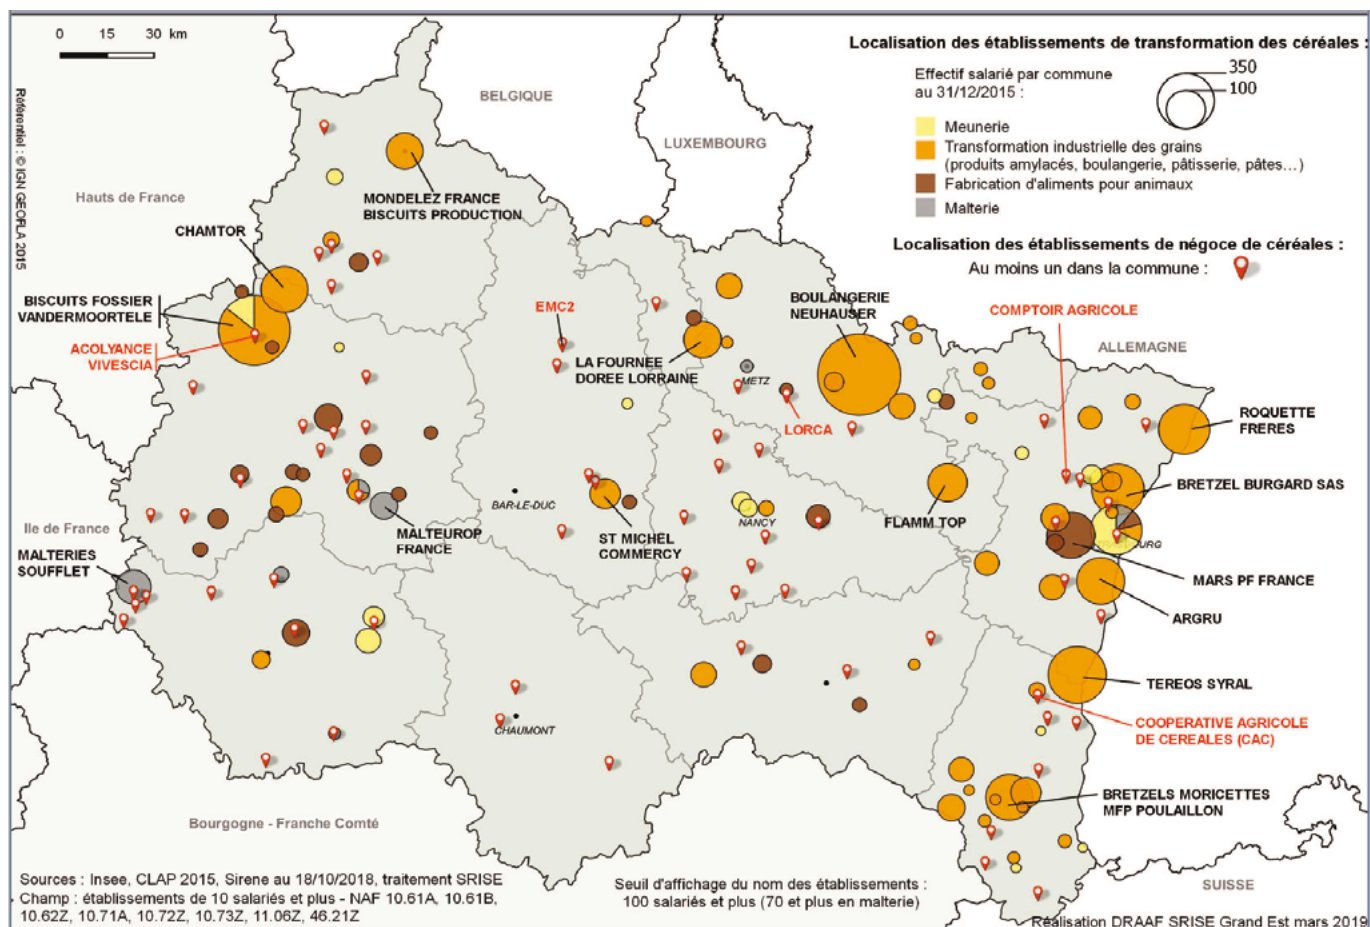 0 15 30 km
Référentiel : © IGN GEOFLA 2015
Localisation des établissements de transformation des céréales :
Effectif salarié par commune
au 31/12/2015 :
350
100
Meunerie
Transformation industrielle des grains
(produits amylacés, boulangerie, pâtisserie, pâtes...)
Fabrication d'aliments pour animaux
Malterie
Localisation des établissements de négoce de céréales :
Au moins un dans la commune :
BELGIQUE
LUXEMBOURG
Hauts de France
MONDELEZ FRANCE
BISCUITS PRODUCTION
CHAMTOR
BISCUITS FOSSIER
VANDERMOORTELE
ACOLYANCE
VIVESCIA
EMC2
LA FOURNEE
DOREE LORRAINE
BOULANGERIE
NEUHAUSER
METZ
LORCA
COMPTOIR AGRICOLE
ALLEMAGNE
ROQUETTE
FRERES
BRETZEL BURGARD SAS
Ile de France
MALTERIES
SOUFFLET
MALTEUROP
FRANCE
BAR-LE-DUC
ST MICHEL
COMMERCY
NANCY
FLAMM TOP
MARS PF FRANCE
ARGRU
TEREOS SYRAL
COOPERATIVE AGRICOLE
DE CEREALES (CAC)
CHAUMONT
BRETZELS MORICETTES
MFP POULAILLON
Bourgogne - Franche Comté
SUISSE
Sources : Insee, CLAP 2015, Sirene au 18/10/2018, traitement SRISE
Champ : établissements de 10 salariés et plus - NAF 10.61A, 10.61B,
10.62Z, 10.71A, 10.72Z, 10.73Z, 11.06Z, 46.21Z
Seuil d'affichage du nom des établissements :
100 salariés et plus (70 et plus en malterie)
Réalisation DRAAF SRISE Grand Est mars 2019